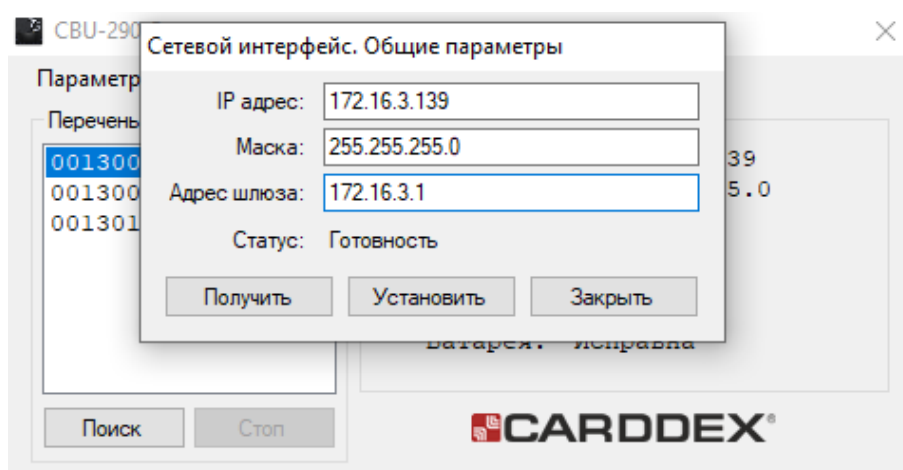 CBU-290
Сетевой интерфейс. Общие параметры
Параметр
IP адрес: 172.16.3.139
Перечень
Маска: 255.255.255.0
001300
39
001300
Адрес шлюза: 172.16.3.1
5.0
001301
Статус: Готовность
Получить Установить Закрыть
Батарея: Исправна
Поиск Стоп
CARDDEX®